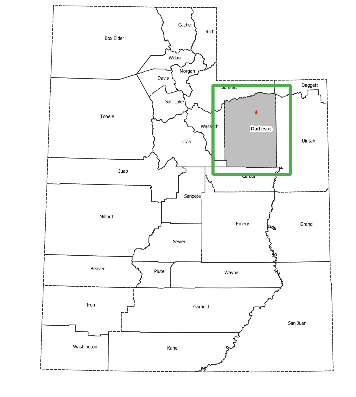 Cache
Rich
Box Elder
Weber
Morgan
Davis
Summit
Daggett
Salt Lake
Tooele
Wasatch
Duchesne
Utah
Uintah
Juab
Carbon
Sanpete
Millard
Emery
Grand
Sevier
Beaver
Piute
Wayne
Iron
Garfield
San Juan
Washington
Kane